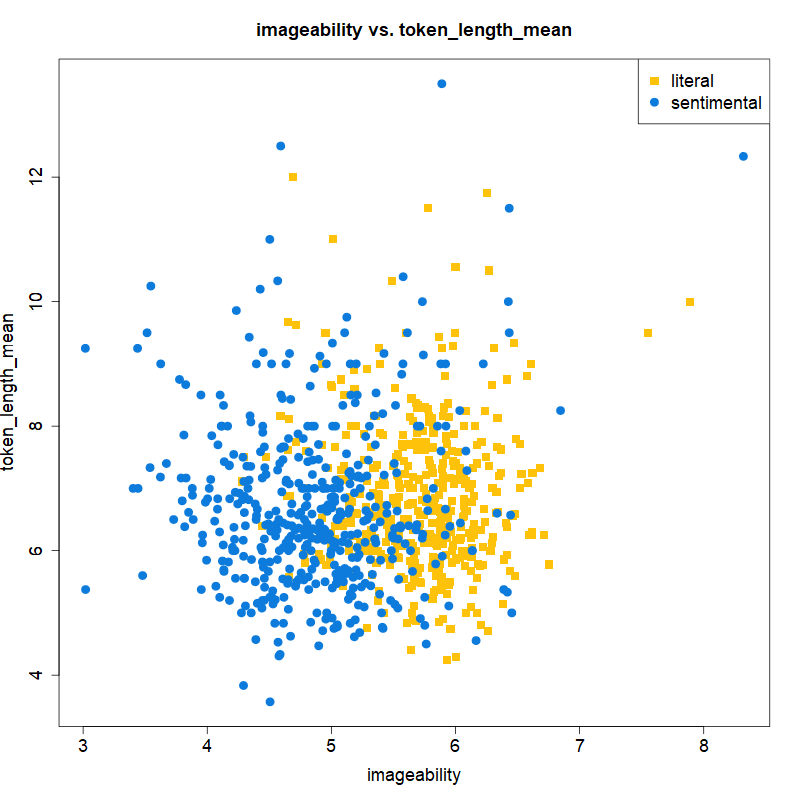 imageability vs. token_length_mean
literal
sentimental
token_length_mean
12
10
8
6
4
3 4 5 6 7 8
imageability